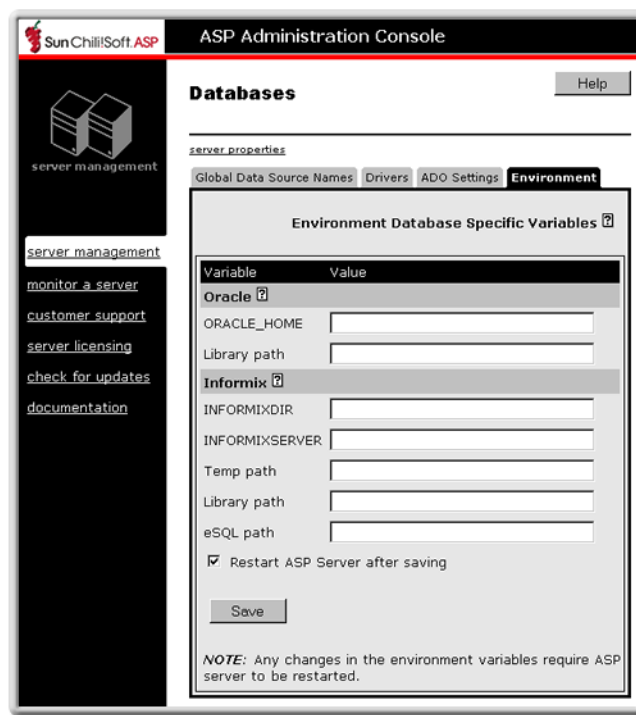 Sun Chili!Soft ASP
ASP Administration Console
server management
server management
monitor a server
customer support
server licensing
check for updates
documentation
Databases
Help
server properties
Global Data Source Names Drivers ADO Settings Environment
Environment Database Specific Variables ?
Variable Value
Oracle ?
ORACLE_HOME
Library path
Informix ?
INFORMIXDIR
INFORMIXSERVER
Temp path
Library path
eSQL path
Restart ASP Server after saving
Save
NOTE: Any changes in the environment variables require ASP
server to be restarted.